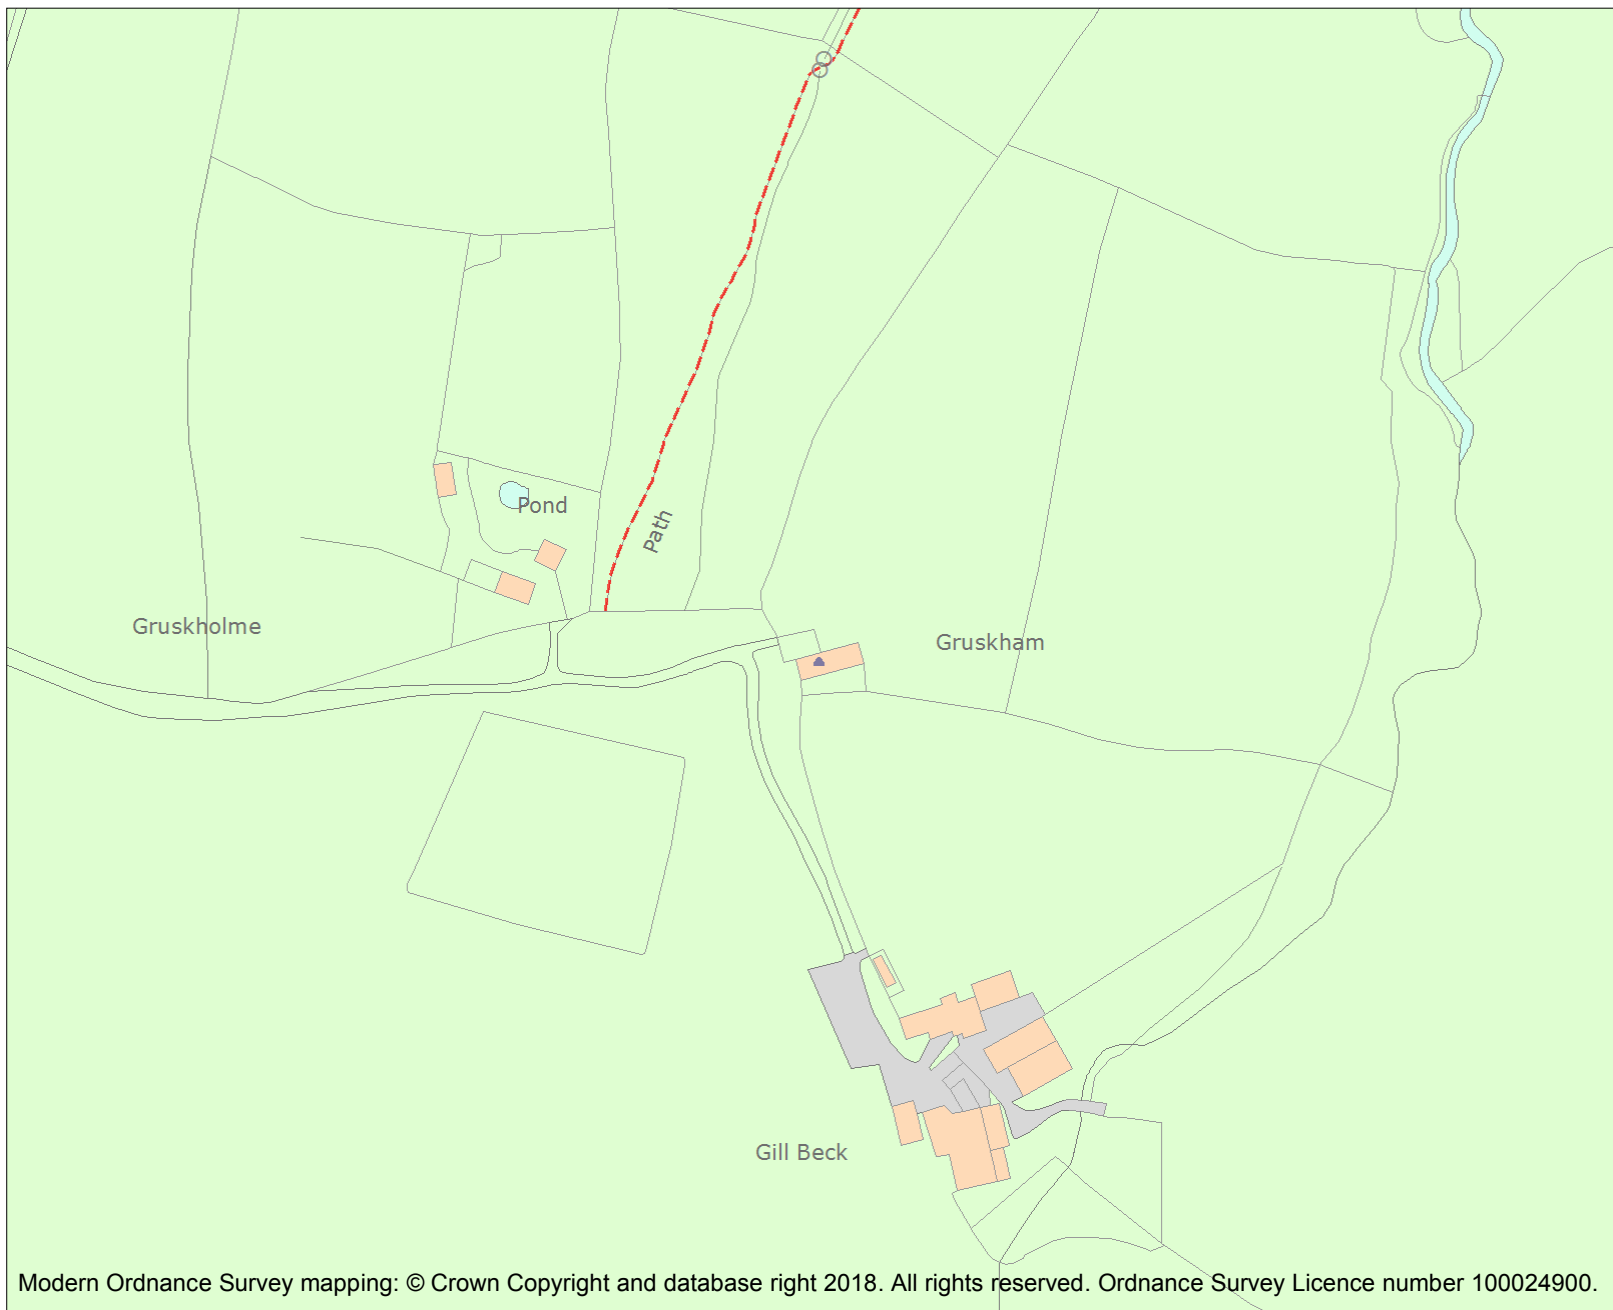 Pond
Path
Gruskholme
Gruskham
Gill Beck
Modern Ordnance Survey mapping: © Crown Copyright and database right 2018. All rights reserved. Ordnance Survey Licence number 100024900.